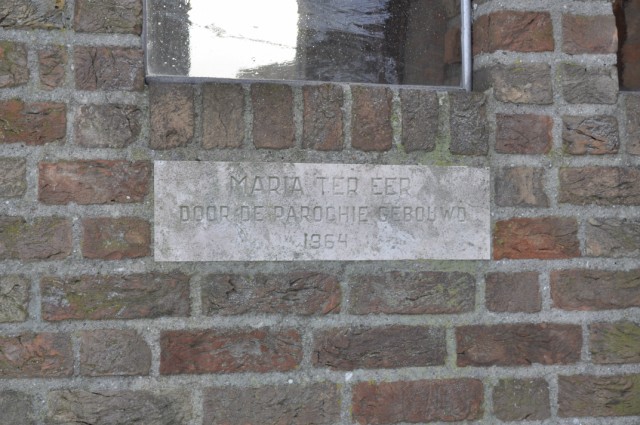 MARIA TER EER
DOOR DE PAROCHIE GEBOUWD
1964